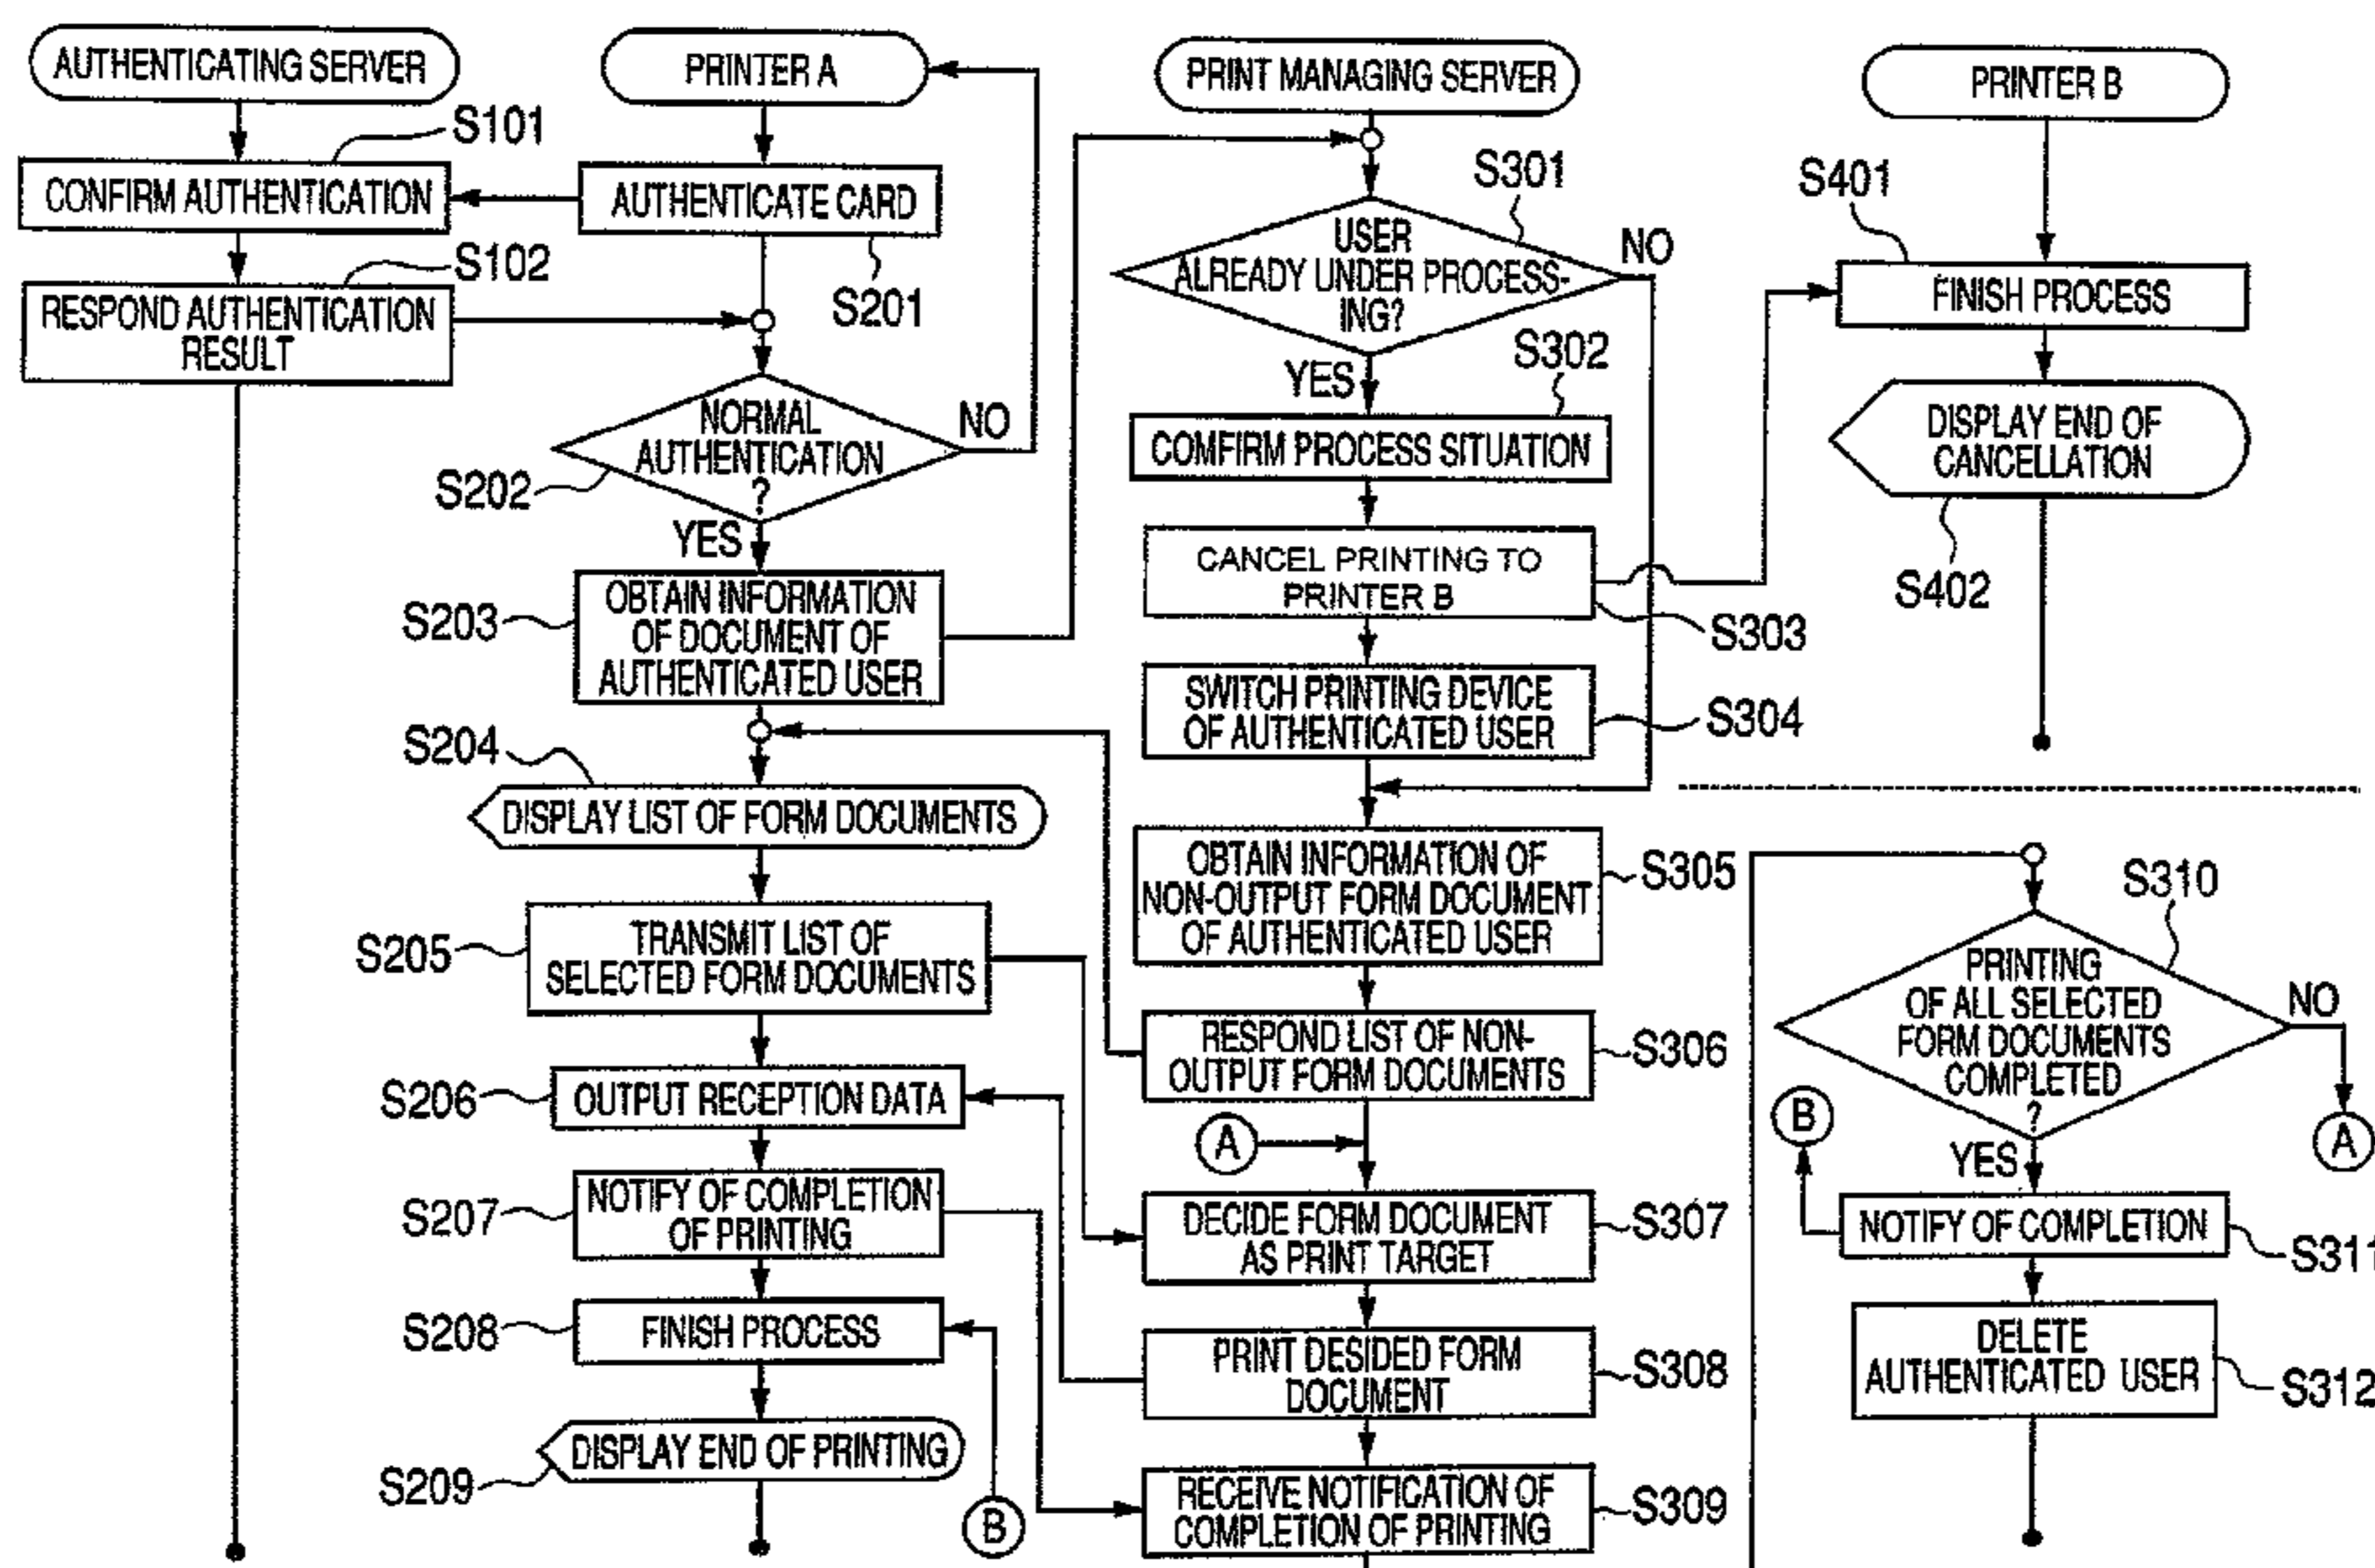 AUTHENTICATING SERVER
S101
CONFIRM AUTHENTICATION
S102
RESPOND AUTHENTICATION
RESULT
PRINTER A
AUTHENTICATE CARD
S201
NORMAL
AUTHENTICATION
?
NO
S202
YES
S203
OBTAIN INFORMATION
OF DOCUMENT OF
AUTHENTICATED USER
S204
DISPLAY LIST OF FORM DOCUMENTS
S205
TRANSMIT LIST OF
SELECTED FORM DOCUMENTS
S206
OUTPUT RECEPTION DATA
S207
NOTIFY OF COMPLETION
OF PRINTING
S208
FINISH PROCESS
S209
DISPLAY END OF PRINTING
B
PRINT MANAGING SERVER
S301
USER
ALREADY UNDER PROCESS-
ING?
NO
YES
S302
COMFIRM PROCESS SITUATION
CANCEL PRINTING TO
PRINTER B
S303
SWITCH PRINTING DEVICE
OF AUTHENTICATED USER
S304
OBTAIN INFORMATION OF
NON-OUTPUT FORM DOCUMENT
OF AUTHENTICATED USER
S305
RESPOND LIST OF NON-
OUTPUT FORM DOCUMENTS
S306
A
DECIDE FORM DOCUMENT
AS PRINT TARGET
S307
PRINT DESIDED FORM
DOCUMENT
S308
RECEIVE NOTIFICATION OF
COMPLETION OF PRINTING
S309
PRINTER B
S401
FINISH PROCESS
DISPLAY END OF
CANCELLATION
S402
S310
PRINTING
OF ALL SELECTED
FORM DOCUMENTS
COMPLETED
?
NO
A
B
YES
NOTIFY OF COMPLETION
S311
DELETE
AUTHENTICATED USER
S312